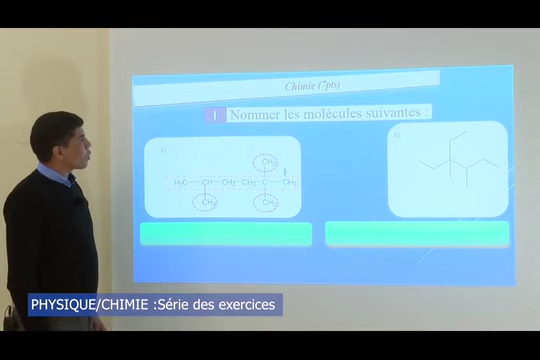 Chimie (7pts)
1 Nommer les molécules suivantes :
a)
b)
CH₃
H₃C CH CH₂ CH₂ C CH₃
CH₃ CH₃
PHYSIQUE/CHIMIE :Série des exercices